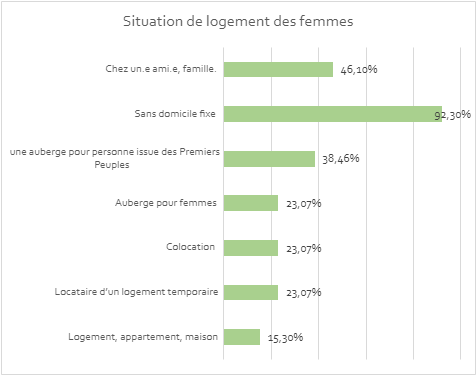 Situation de logement des femmes
Chez un.e ami.e, famille.
46,10%
Sans domicile fixe
92,30%
une auberge pour personne issue des Premiers
Peuples
38,46%
Auberge pour femmes
23,07%
Colocation
23,07%
Locataire d'un logement temporaire
23,07%
Logement, appartement, maison
15,30%